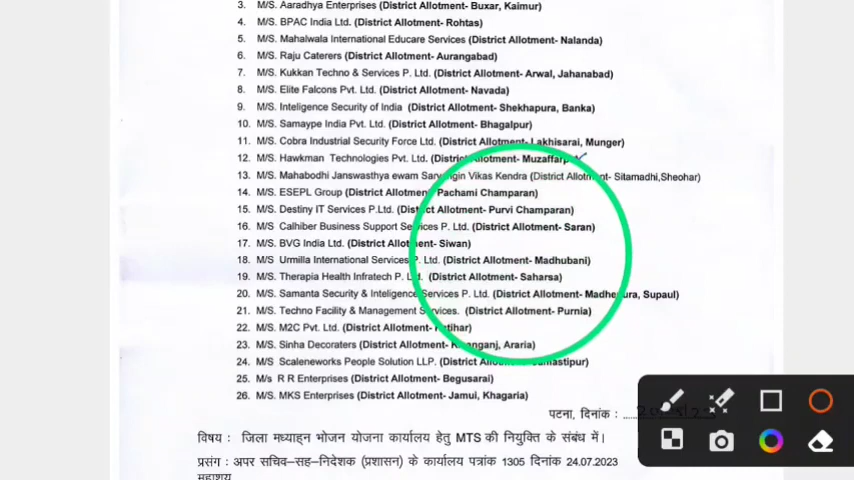 3. M/S. Aaradhya Enterprises (District Allotment- Buxar, Kaimur)
4. M/S. BPAC India Ltd. (District Allotment- Rohtas)
5. M/S. Mahalwala International Educare Services (District Allotment- Nalanda)
6. M/S. Raju Caterers (District Allotment- Aurangabad)
7. M/S. Kukkan Techno & Services P. Ltd. (District Allotment- Arwal, Jahanabad)
8. M/S. Elite Falcons Pvt. Ltd. (District Allotment- Navada)
9. M/S. Inteligence Security of India (District Allotment- Shekhapura, Banka)
10. M/S. Samaype India Pvt. Ltd. (District Allotment- Bhagalpur)
11. M/S. Cobra Industrial Security Force Ltd. (District Allotment- Lakhisarai, Munger)
12. M/S. Hawkman Technologies Pvt. Ltd. (District Allotment- Muzaffarpur)
13. M/S. Mahabodhi Janswasthya ewam Sarvangin Vikas Kendra (District Allotment- Sitamadhi,Sheohar)
14. M/S. ESEPL Group (District Allotment- Pachami Champaran)
15. M/S. Destiny IT Services P.Ltd. (District Allotment- Purvi Champaran)
16. M/S Calhiber Business Support Services P. Ltd. (District Allotment- Saran)
17. M/S. BVG India Ltd. (District Allotment- Siwan)
18. M/S Urmilla International Services P. Ltd. (District Allotment- Madhubani)
19. M/S. Therapia Health Infratech P. Ltd. (District Allotment- Saharsa)
20. M/S. Samanta Security & Inteligence Services P. Ltd. (District Allotment- Madhepura, Supaul)
21. M/S. Techno Facility & Management Services. (District Allotment- Purnia)
22. M/S. M2C Pvt. Ltd. (District Allotment- Katihar)
23. M/S. Sinha Decoraters (District Allotment- Kishanganj, Araria)
24. M/S Scaleneworks People Solution LLP. (District Allotment- Samastipur)
25. M/s R R Enterprises (District Allotment- Begusarai)
26. M/S. MKS Enterprises (District Allotment- Jamui, Khagaria)
पटना, दिनांक :
विषय : जिला मध्याह्न भोजन योजना कार्यालय हेतु MTS की नियुक्ति के संबंध में।
प्रसंग : अपर सचिव-सह-निदेशक (प्रशासन) के कार्यालय पत्रांक 1305 दिनांक 24.07.2023
महाशय